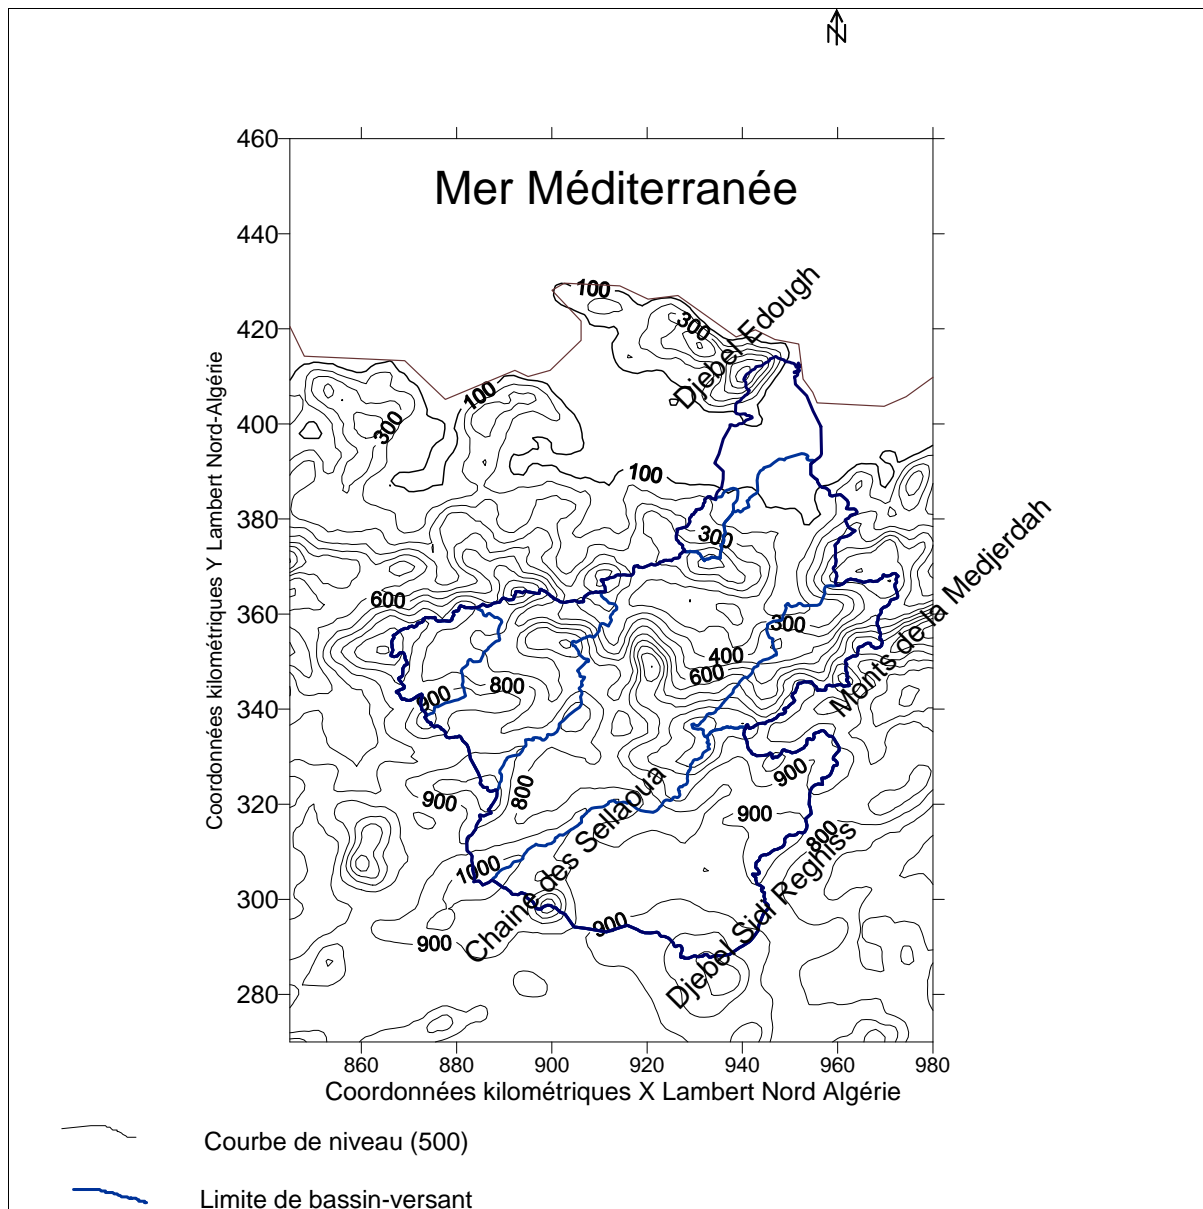 N
460
Mer Méditerranée
440
100
Djebel Edough
300
420
100
400
300
100
380
300
Monts de la Medjerdah
600
360
300
400
600
800
900
340
900
800
900
320
900
800
1000
Chaine des Sellaoua
300
900
900
Djebel Sidi Reghiss
280
860 880 900 920 940 960 980
Coordonnées kilométriques X Lambert Nord Algérie
Coordonnées kilométriques Y Lambert Nord-Algérie
Courbe de niveau (500)
Limite de bassin-versant